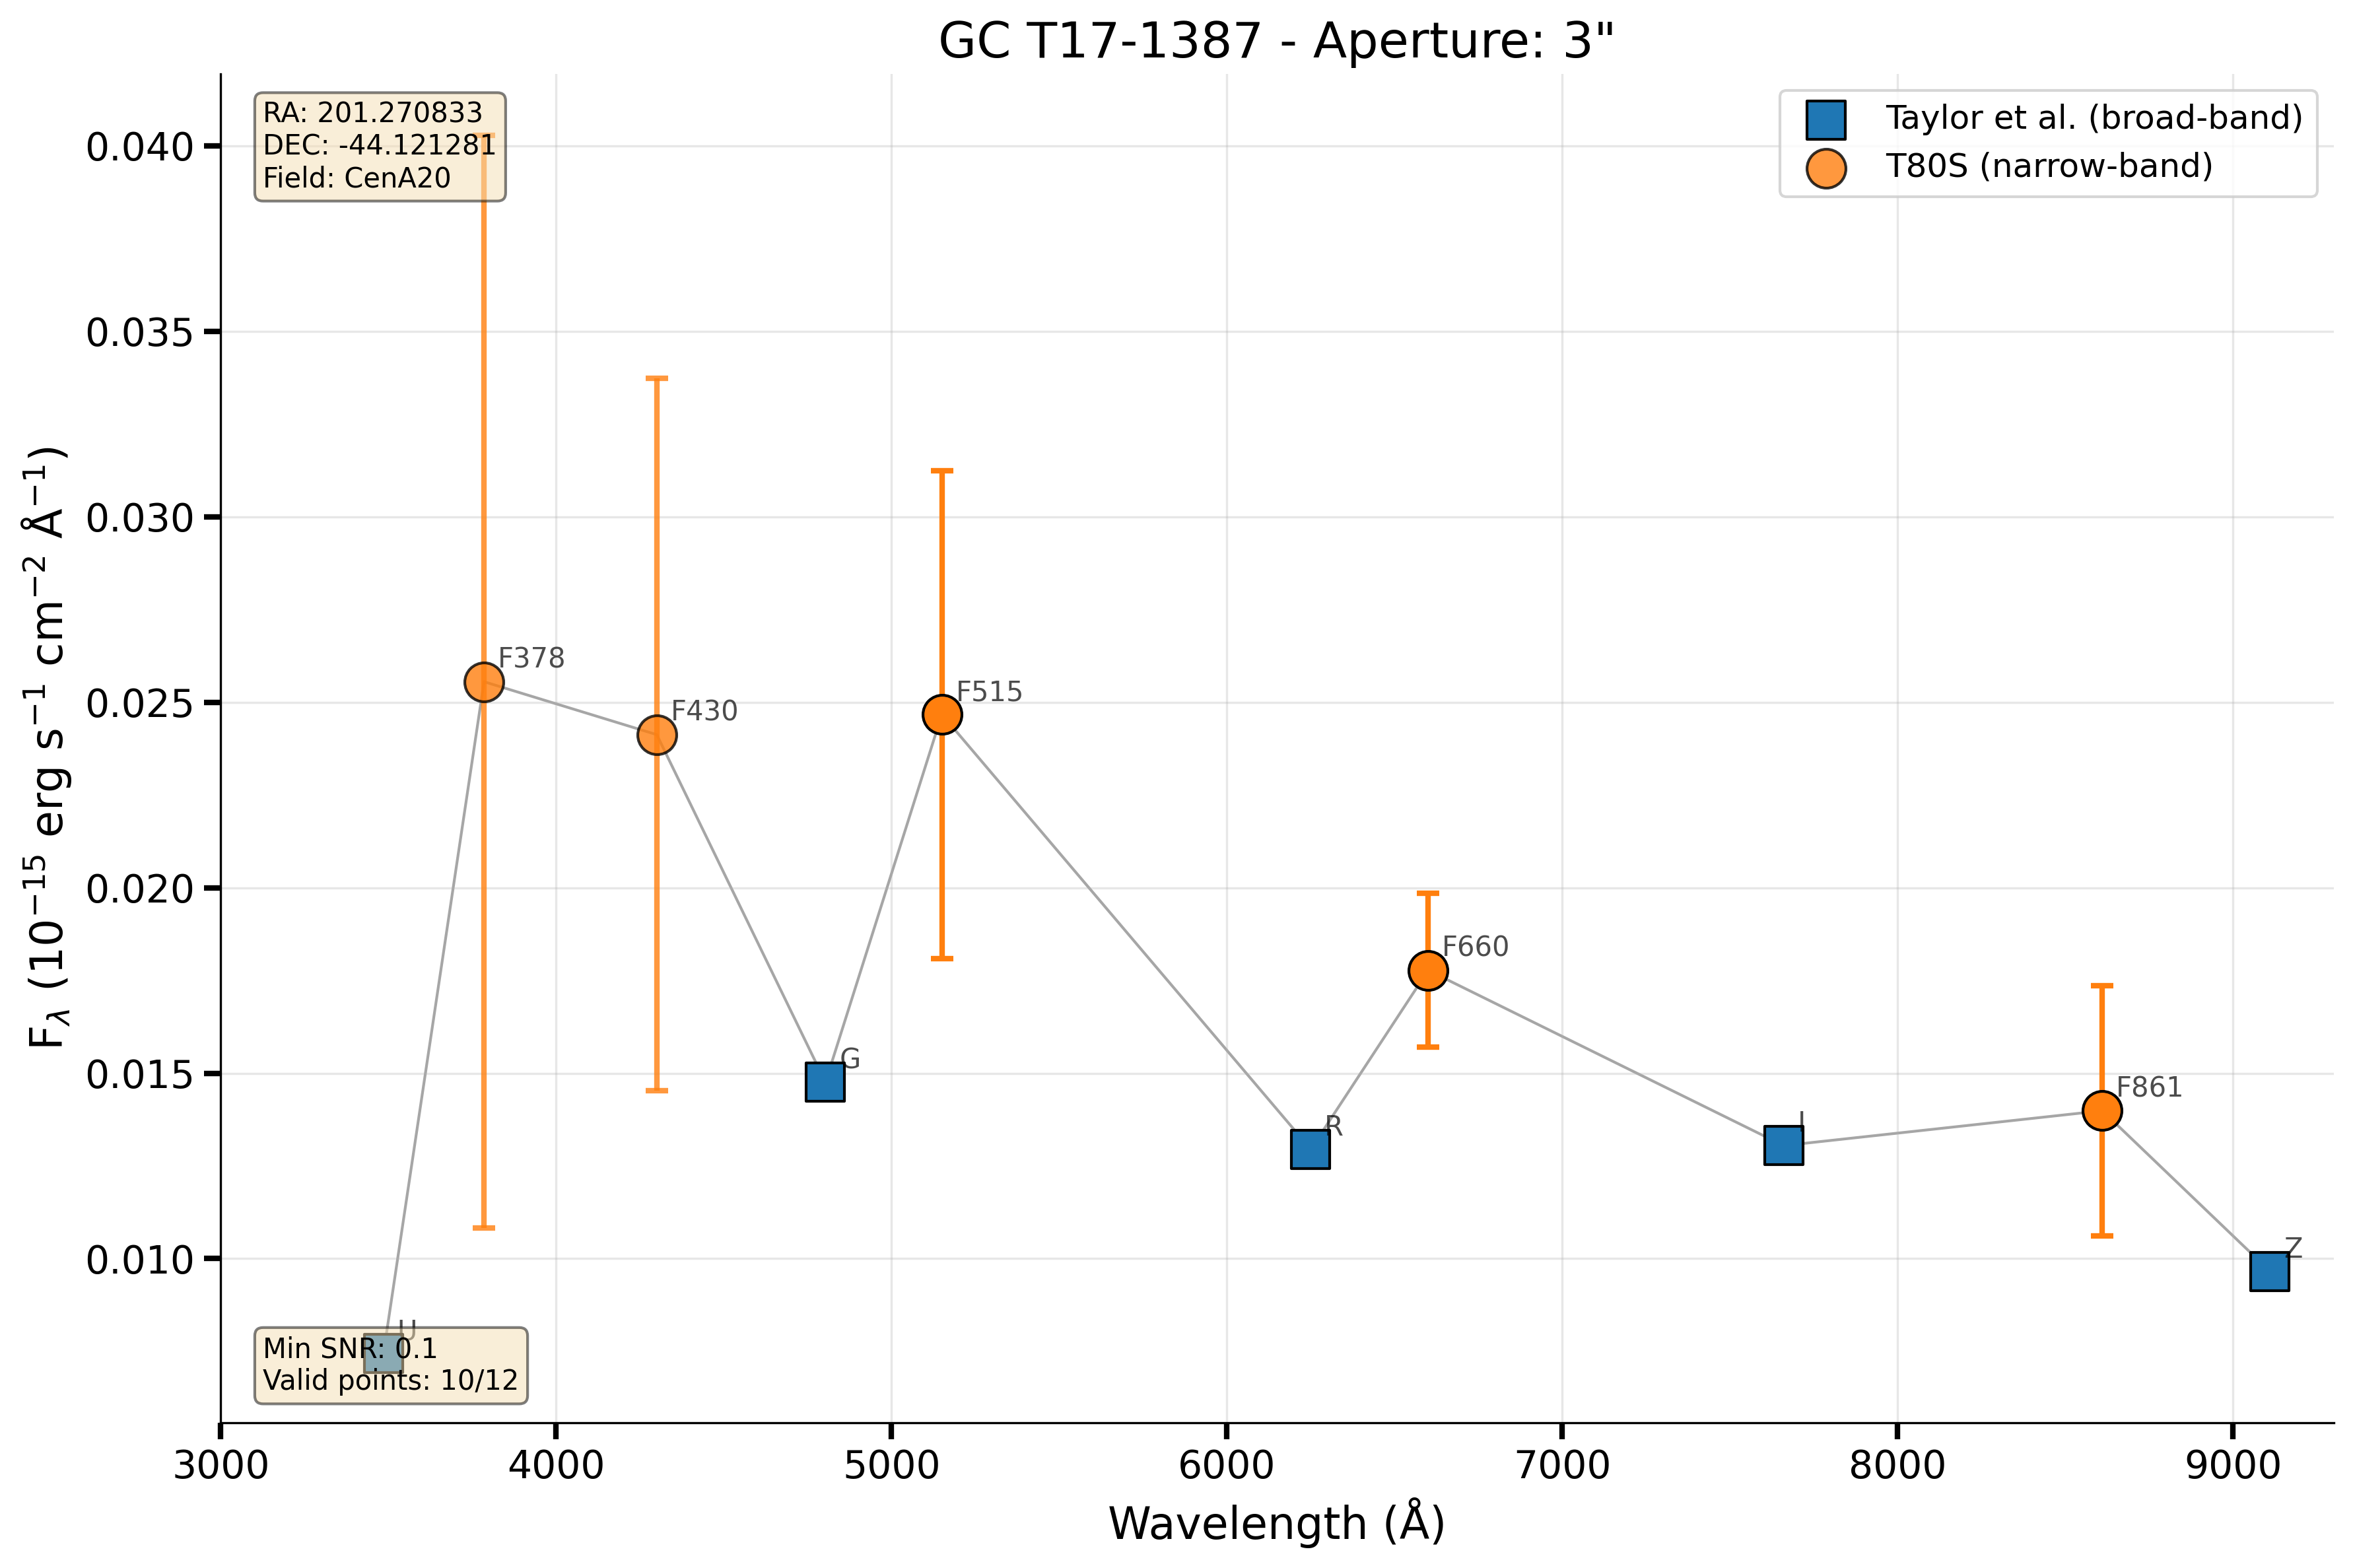 GC T17-1387 - Aperture: 3"
RA: 201.270833
DEC: -44.121281
Field: CenA20
Taylor et al. (broad-band)
T80S (narrow-band)
0.040
0.035
0.030
0.025
0.020
0.015
0.010
F_λ (10⁻¹⁵ erg s⁻¹ cm⁻² Å⁻¹)
F378
F430
F515
F660
G
R
I
F861
Z
U
Min SNR: 0.1
Valid points: 10/12
3000 4000 5000 6000 7000 8000 9000
Wavelength (Å)